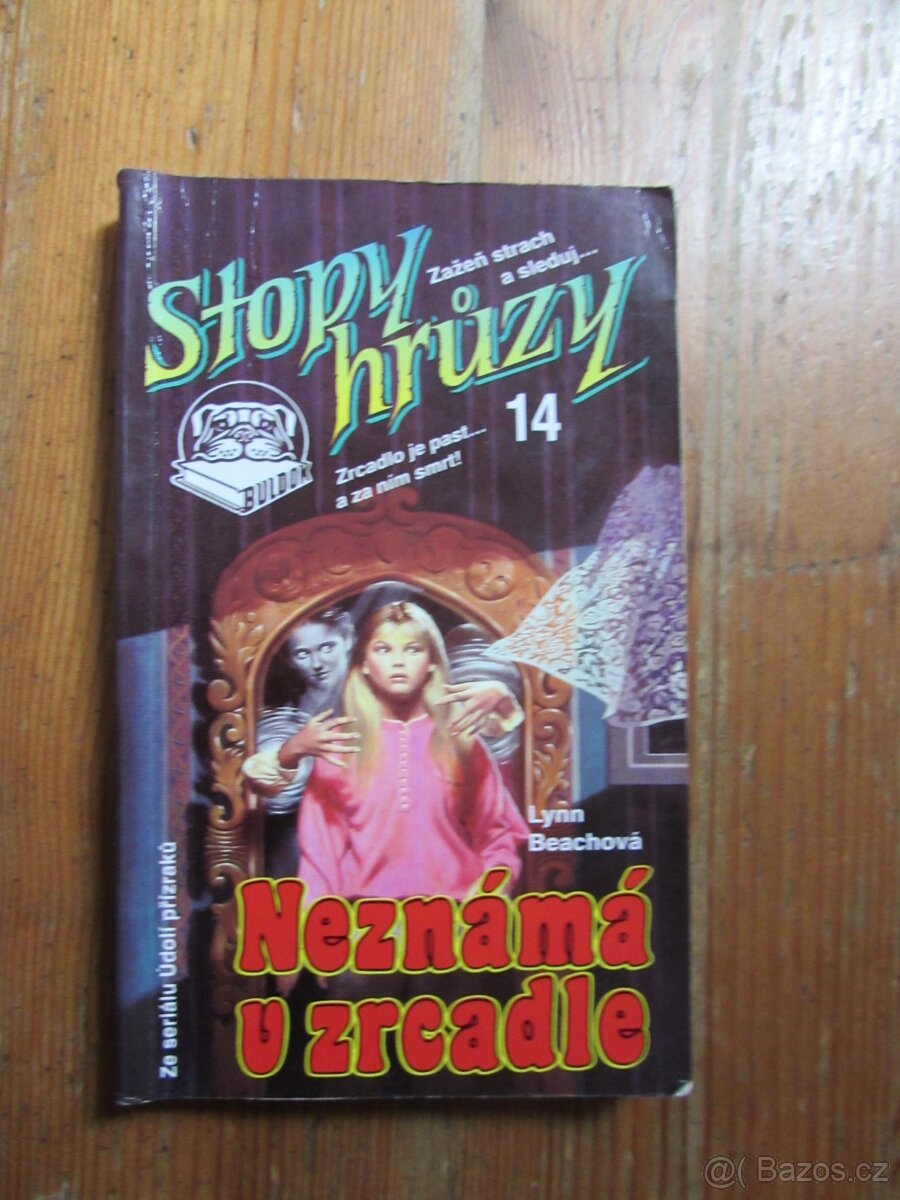 Zažeň strach
a sleduj...
Stopy
hrůzy
14
BULDOK
Zrcadlo je past...
a za ním smrt!
Lynn
Beachová
Ze seriálu Údolí přízraků
Neznámá
v zrcadle
@( Bazos.cz